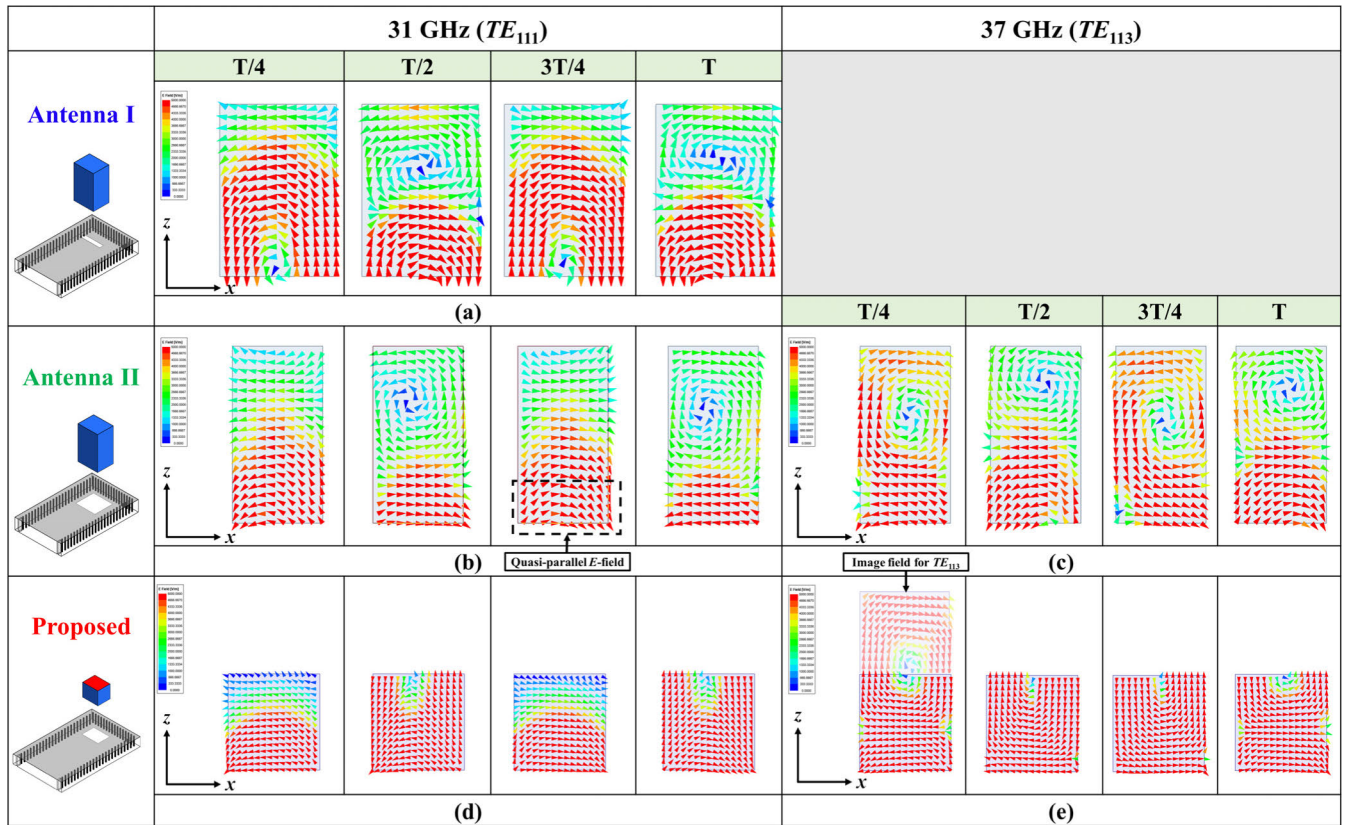 31 GHz (TE111)
37 GHz (TE113)
T/4
T/2
3T/4
T
Antenna I
E Field [V/m]
z
x
(a)
T/4
T/2
3T/4
T
Antenna II
z
x
z
x
(b)
Quasi-parallel E-field
(c)
Image field for TE113
Proposed
z
x
z
x
(d)
(e)